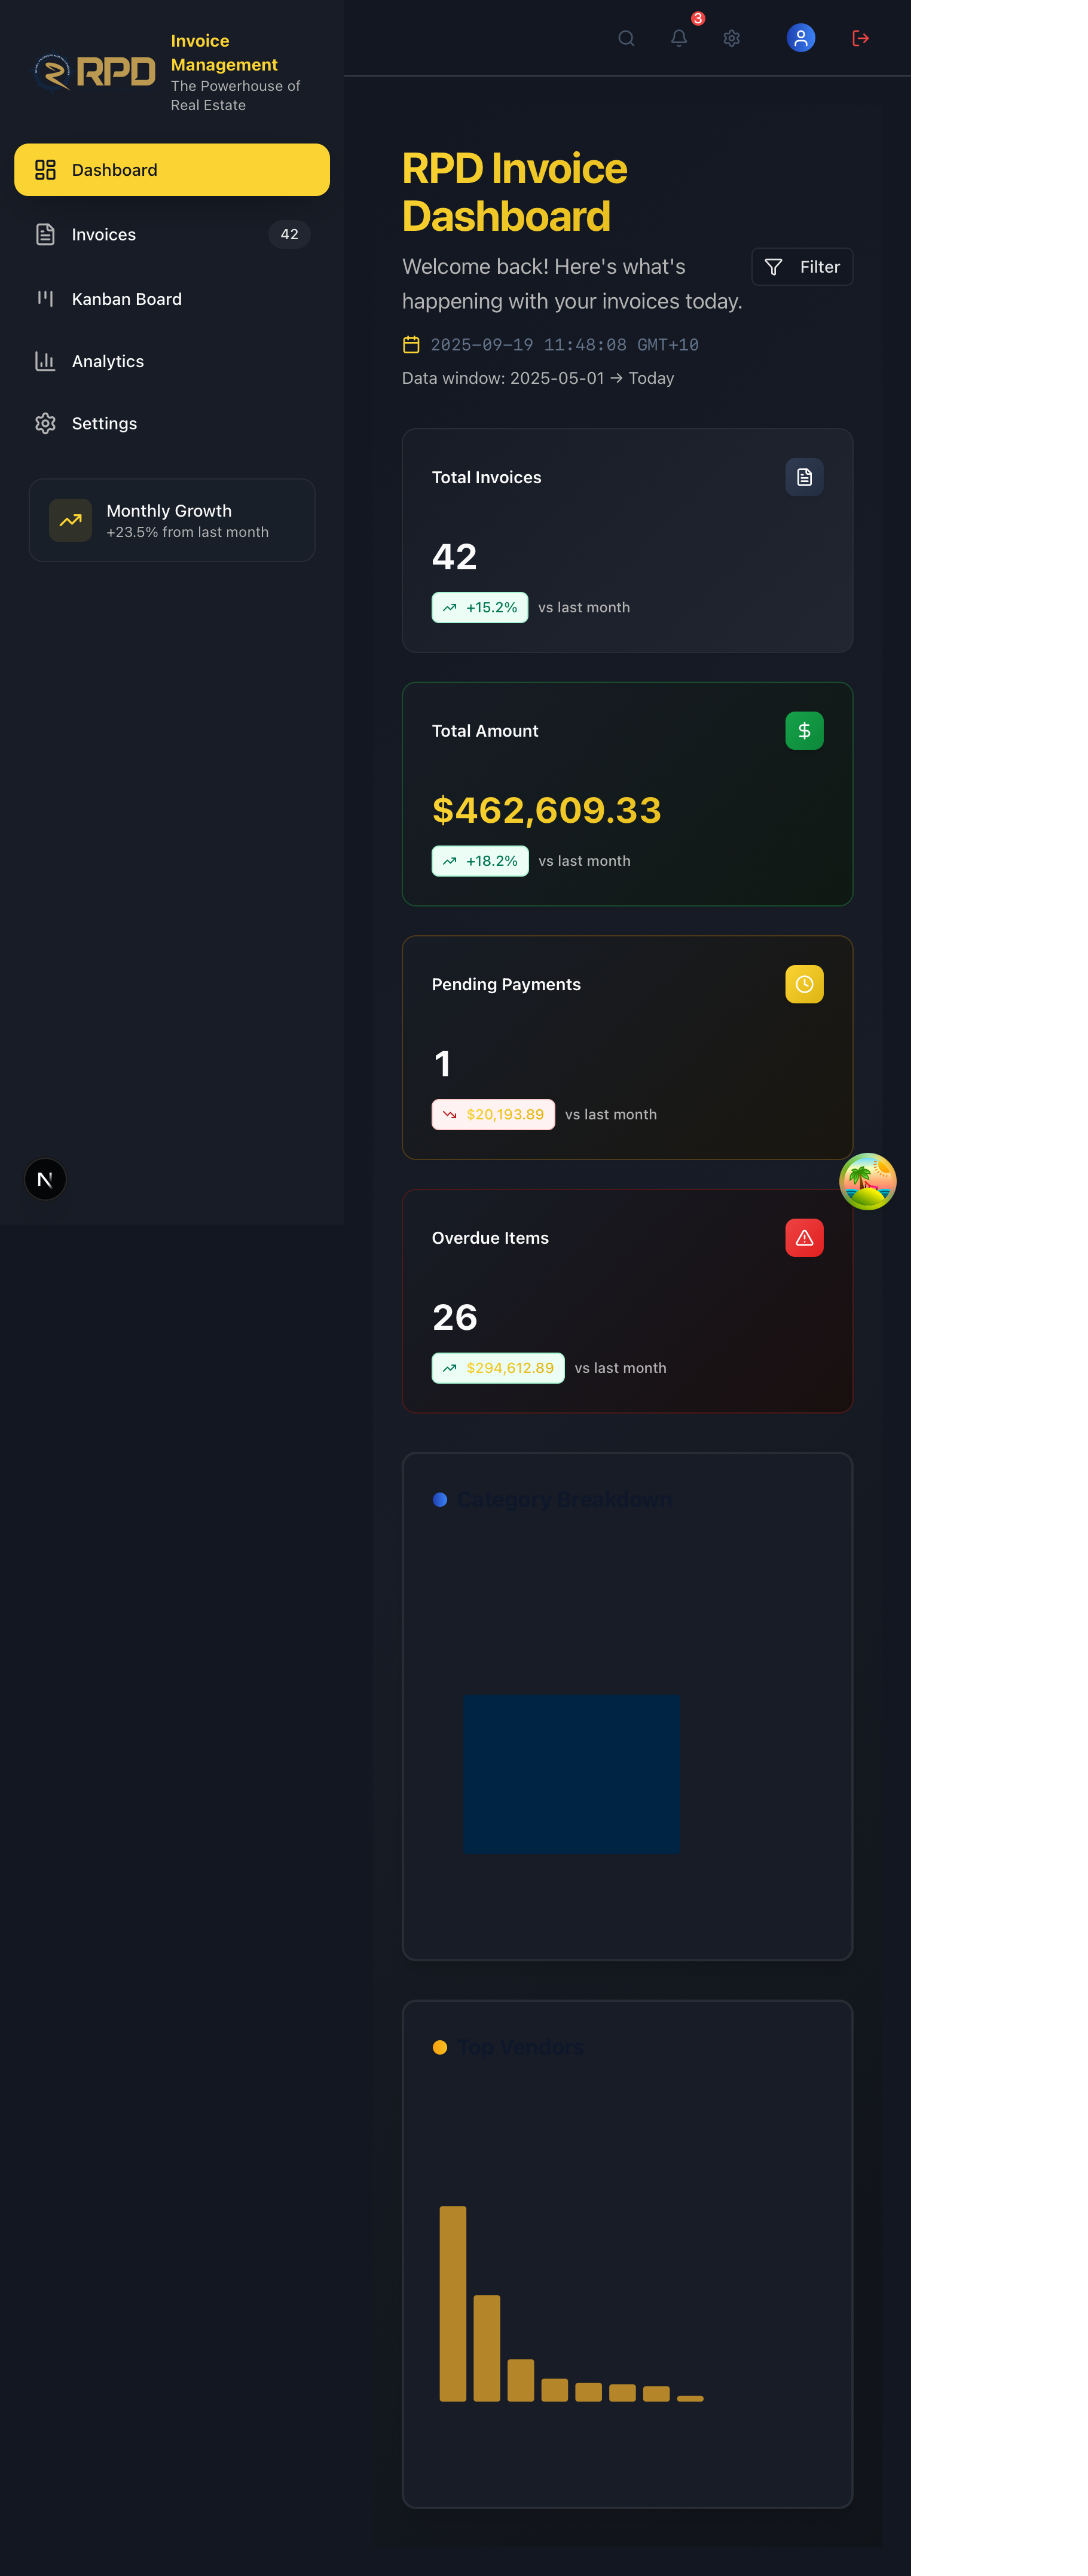 RPD
Invoice
Management
The Powerhouse of
Real Estate
Dashboard
Invoices
42
Kanban Board
Analytics
Settings
Monthly Growth
+23.5% from last month
N
3
RPD Invoice
Dashboard
Welcome back! Here's what's
happening with your invoices today.
Filter
2025-09-19 11:48:08 GMT+10
Data window: 2025-05-01 → Today
Total Invoices
42
+15.2% vs last month
Total Amount
$
$462,609.33
+18.2% vs last month
Pending Payments
1
$20,193.89 vs last month
Overdue Items
26
$294,612.89 vs last month
Category Breakdown
Top Vendors